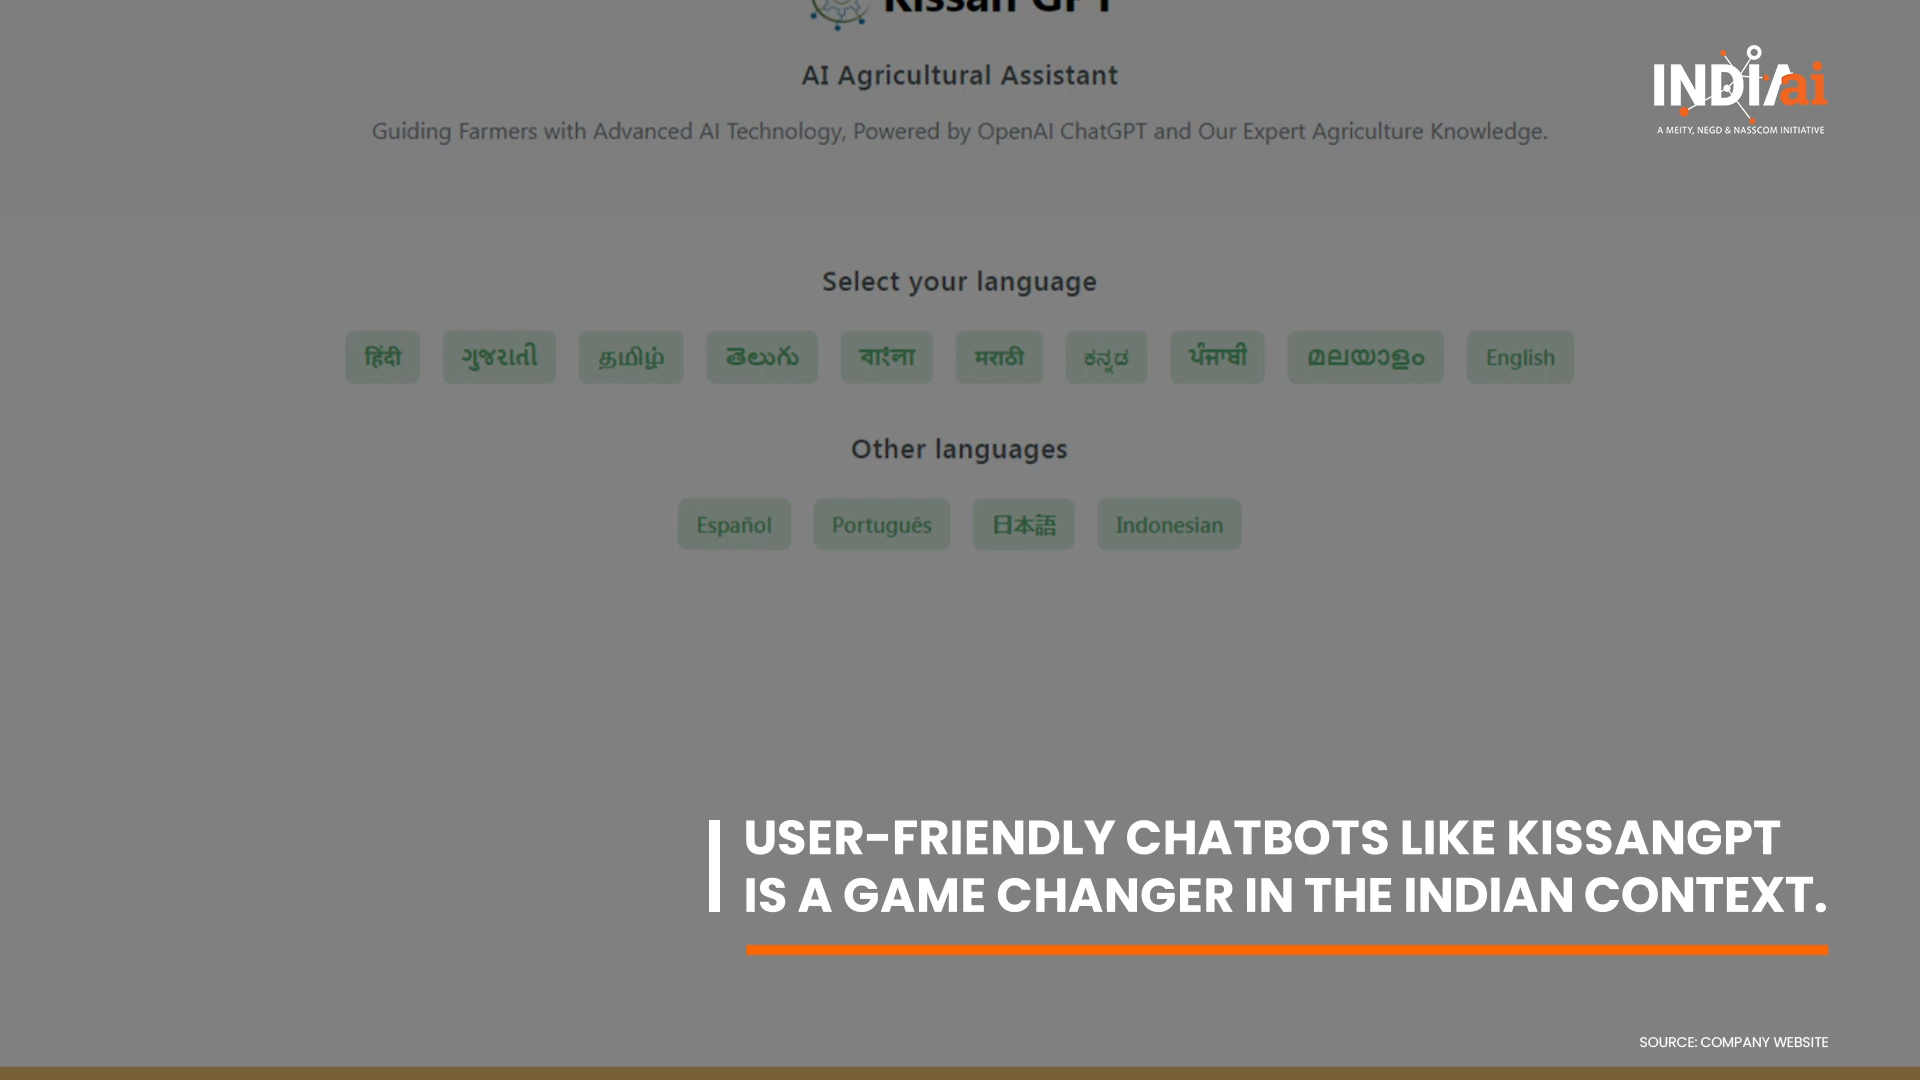 Kissan GPT
INDIAai
A MEITY, NEGD & NASSCOM INITIATIVE
AI Agricultural Assistant
Guiding Farmers with Advanced AI Technology, Powered by OpenAI ChatGPT and Our Expert Agriculture Knowledge.
Select your language
हिंदी ગુજરાતી தமிழ் తెలుగు বাংলা मराठी ಕನ್ನಡ ਪੰਜਾਬੀ മലയാളം English
Other languages
Español Português 日本語 Indonesian
USER-FRIENDLY CHATBOTS LIKE KISSANGPT
IS A GAME CHANGER IN THE INDIAN CONTEXT.
SOURCE: COMPANY WEBSITE